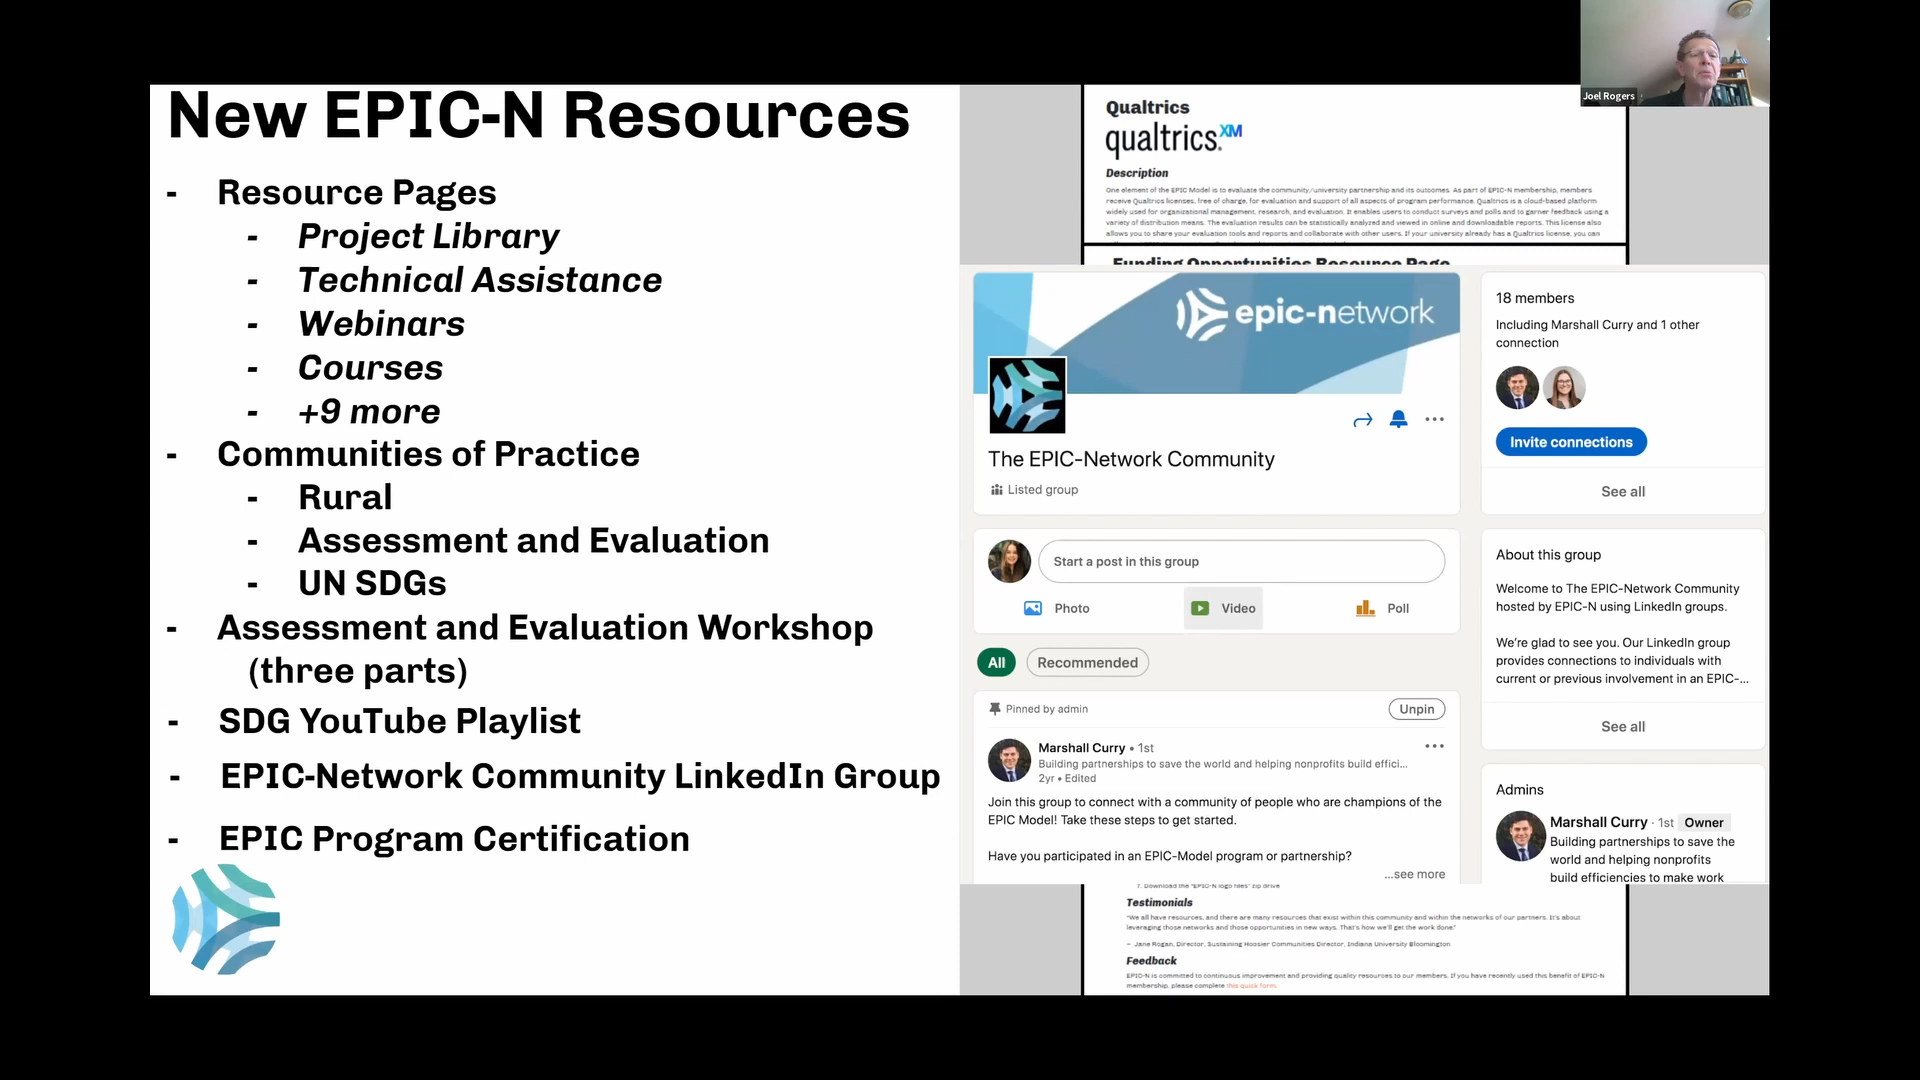 New EPIC-N Resources
- Resource Pages
- Project Library
- Technical Assistance
- Webinars
- Courses
- +9 more
- Communities of Practice
- Rural
- Assessment and Evaluation
- UN SDGs
- Assessment and Evaluation Workshop
(three parts)
- SDG YouTube Playlist
- EPIC-Network Community LinkedIn Group
- EPIC Program Certification
Joel Rogers
Qualtrics
qualtrics.XM
Description
One element of the EPIC Model is to evaluate the community/university partnership and its outcomes. As part of EPIC-N membership, members
receive Qualtrics licenses, free of charge, for evaluation and support of all aspects of program performance. Qualtrics is a cloud-based platform
widely used for organizational management, research, and evaluation. It enables users to conduct surveys and polls and to garner feedback using a
variety of distribution means. The evaluation results can be statistically analyzed and viewed in online and downloadable reports. This license also
allows you to share your evaluation tools and reports and collaborate with other users. If your university already has a Qualtrics license, you can
Funding Opportunities Resource Page
epic-network
The EPIC-Network Community
Listed group
Start a post in this group
Photo
Video
Poll
All
Recommended
Pinned by admin
Unpin
Marshall Curry • 1st
Building partnerships to save the world and helping nonprofits build effici...
2yr • Edited
Join this group to connect with a community of people who are champions of the
EPIC Model! Take these steps to get started.
Have you participated in an EPIC-Model program or partnership?
...see more
18 members
Including Marshall Curry and 1 other
connection
Invite connections
See all
About this group
Welcome to The EPIC-Network Community
hosted by EPIC-N using LinkedIn groups.
We're glad to see you. Our LinkedIn group
provides connections to individuals with
current or previous involvement in an EPIC-...
See all
Admins
Marshall Curry · 1st Owner
Building partnerships to save the
world and helping nonprofits
build efficiencies to make work
7. Download the "EPIC-N logo files" zip drive
Testimonials
"We all have resources, and there are many resources that exist within this community and within the networks of our partners. It's about
leveraging those networks and those opportunities in new ways. That's how we'll get the work done."
– Jane Rogan, Director, Sustaining Hoosier Communities Director, Indiana University Bloomington
Feedback
EPIC-N is committed to continuous improvement and providing quality resources to our members. If you have recently used this benefit of EPIC-N
membership, please complete this quick form.